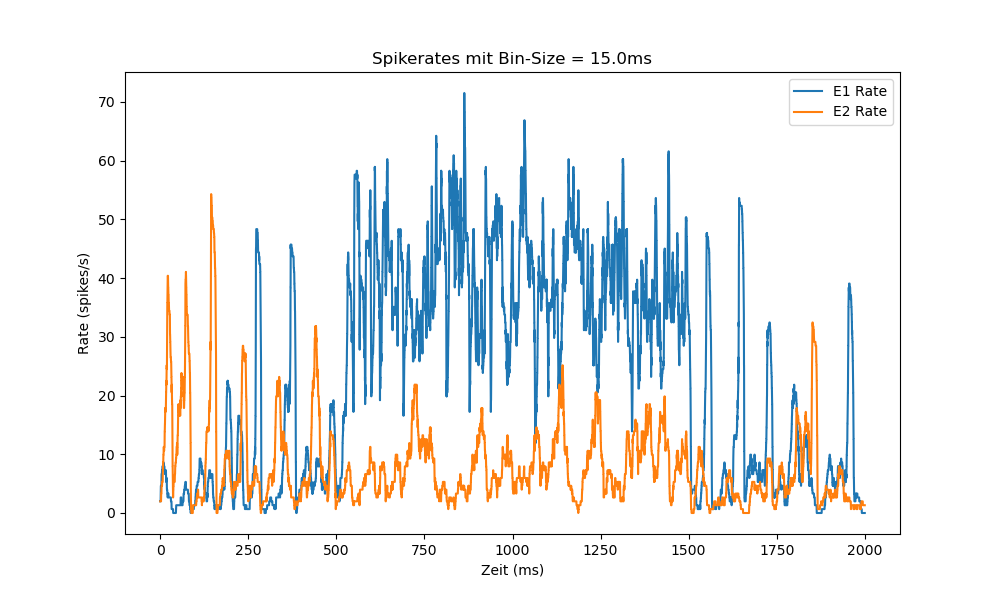 Spikerates mit Bin-Size = 15.0ms
E1 Rate
E2 Rate
Rate (spikes/s)
70
60
50
40
30
20
10
0
0 250 500 750 1000 1250 1500 1750 2000
Zeit (ms)